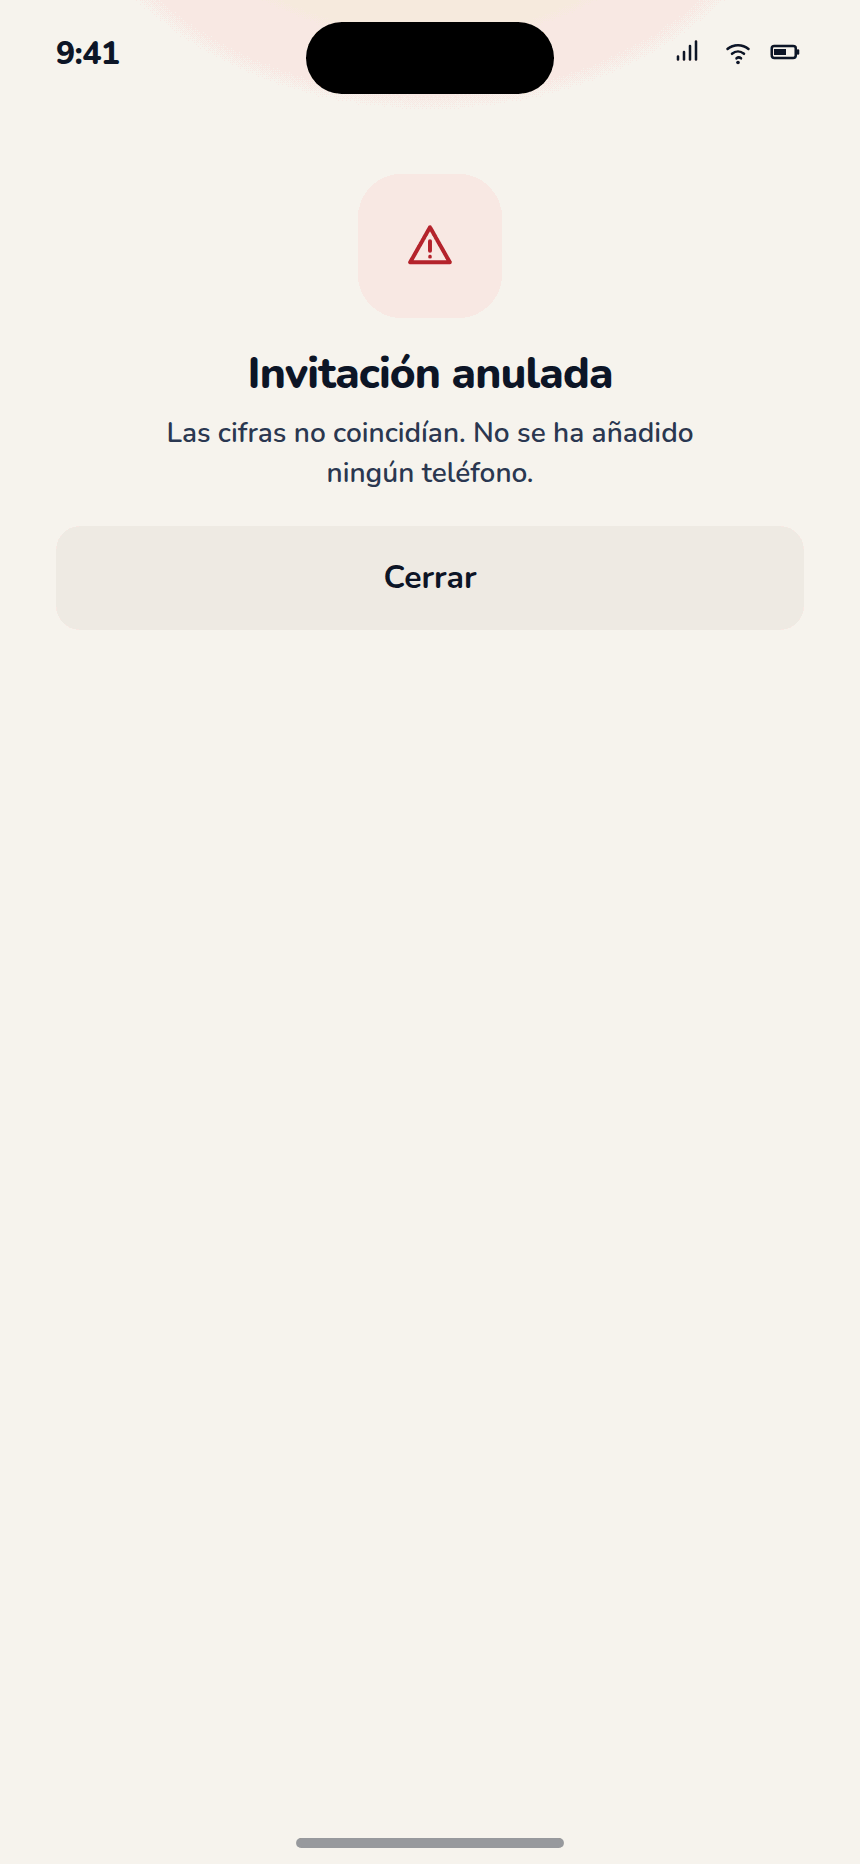 9:41
Invitación anulada
Las cifras no coincidían. No se ha añadido
ningún teléfono.
Cerrar